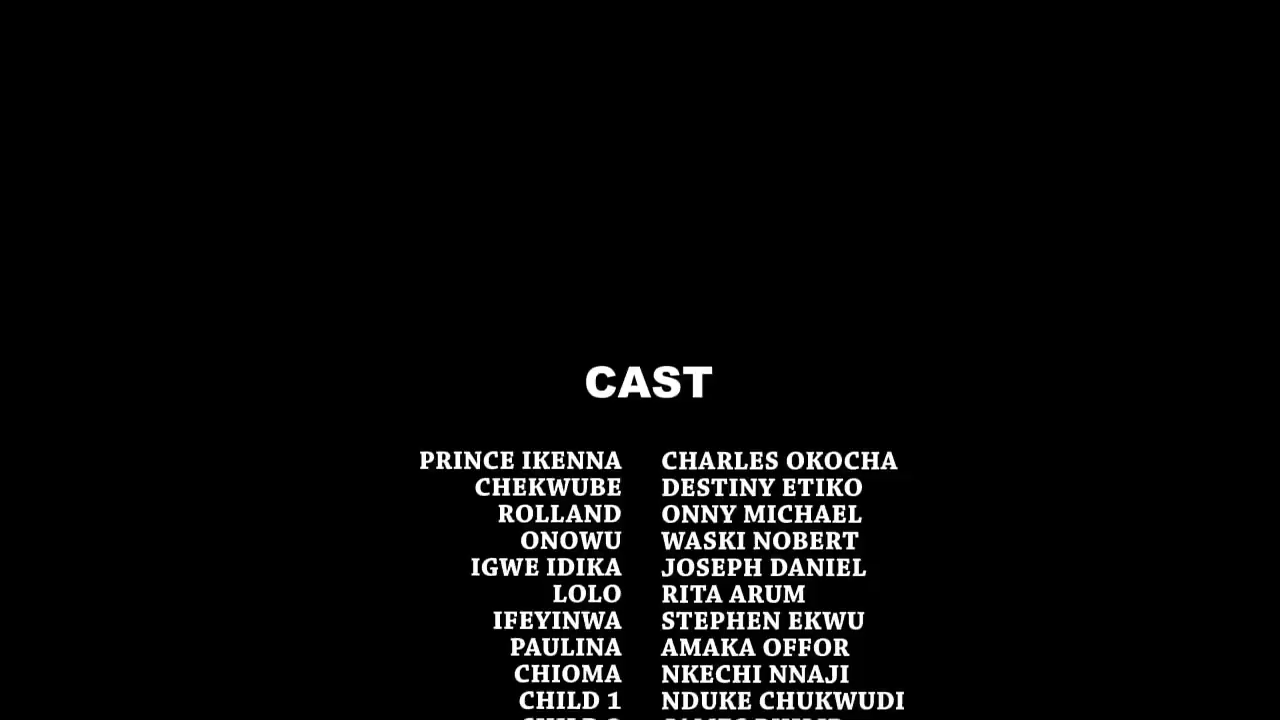 CAST
PRINCE IKENNA CHARLES OKOCHA
CHEKWUBE DESTINY ETIKO
ROLLAND ONNY MICHAEL
ONOWU WASKI NOBERT
IGWE IDIKA JOSEPH DANIEL
LOLO RITA ARUM
IFEYINWA STEPHEN EKWU
PAULINA AMAKA OFFOR
CHIOMA NKECHI NNAJI
CHILD 1 NDUKE CHUKWUDI